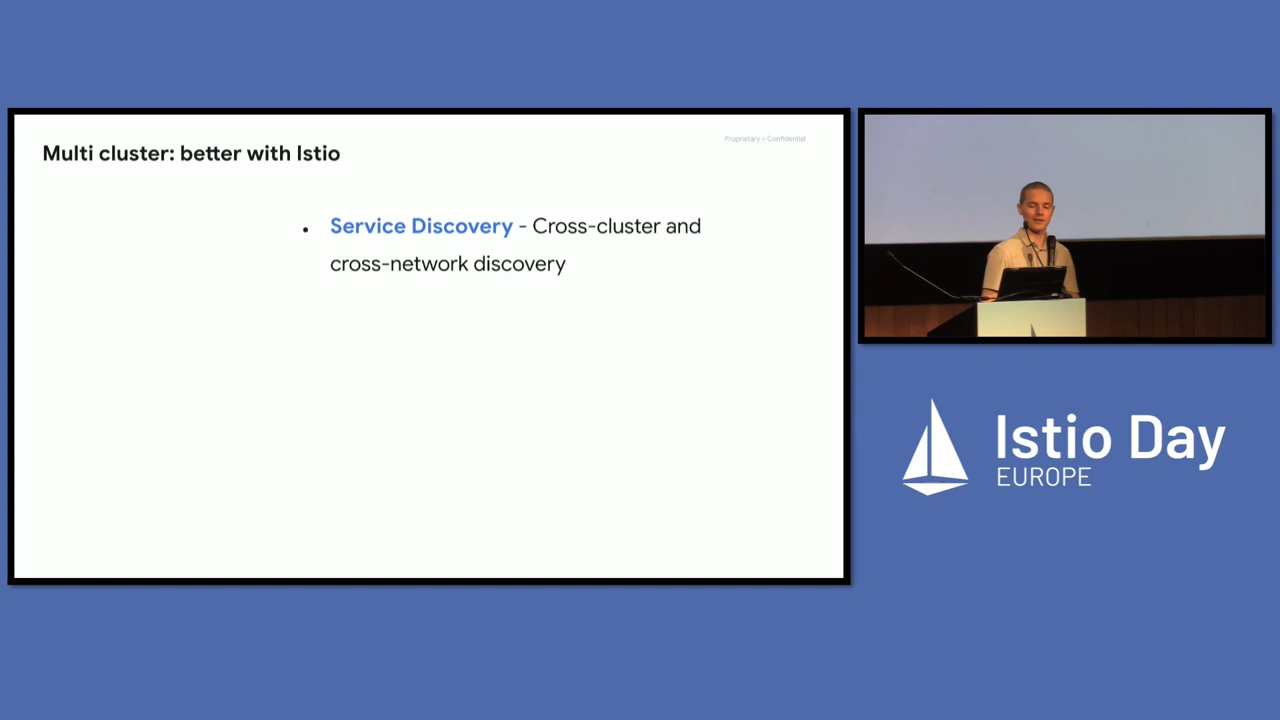 Multi cluster: better with Istio
Proprietary + Confidential
• Service Discovery - Cross-cluster and
cross-network discovery
Istio Day
EUROPE